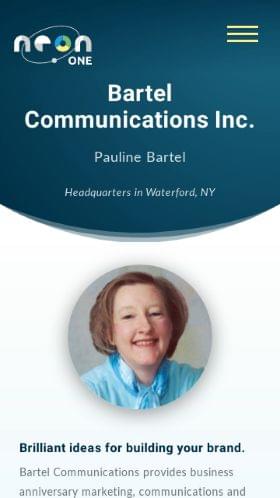 neon
ONE
Bartel
Communications Inc.
Pauline Bartel
Headquarters in Waterford, NY
Brilliant ideas for building your brand.
Bartel Communications provides business
anniversary marketing, communications and